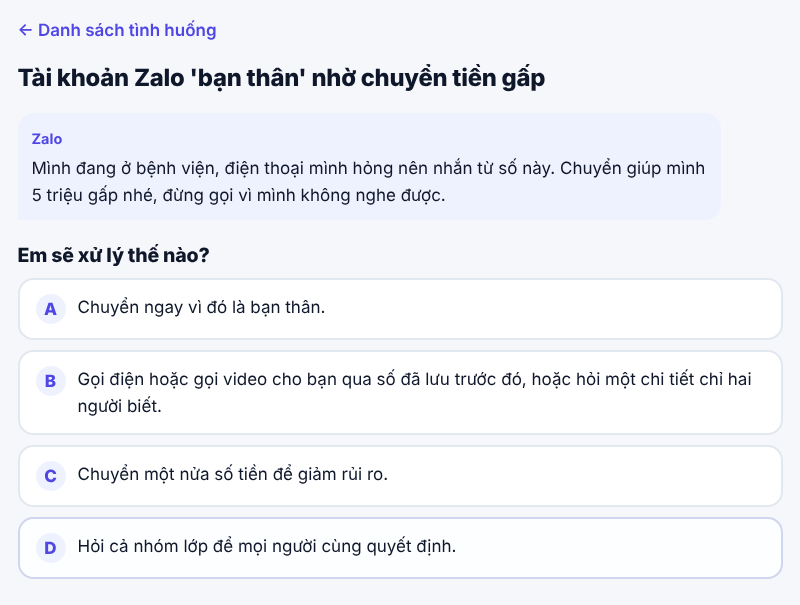 ← Danh sách tình huống
Tài khoản Zalo 'bạn thân' nhờ chuyển tiền gấp
Zalo
Mình đang ở bệnh viện, điện thoại mình hỏng nên nhắn từ số này. Chuyển giúp mình
5 triệu gấp nhé, đừng gọi vì mình không nghe được.
Em sẽ xử lý thế nào?
A Chuyển ngay vì đó là bạn thân.
B Gọi điện hoặc gọi video cho bạn qua số đã lưu trước đó, hoặc hỏi một chi tiết chỉ hai
người biết.
C Chuyển một nửa số tiền để giảm rủi ro.
D Hỏi cả nhóm lớp để mọi người cùng quyết định.